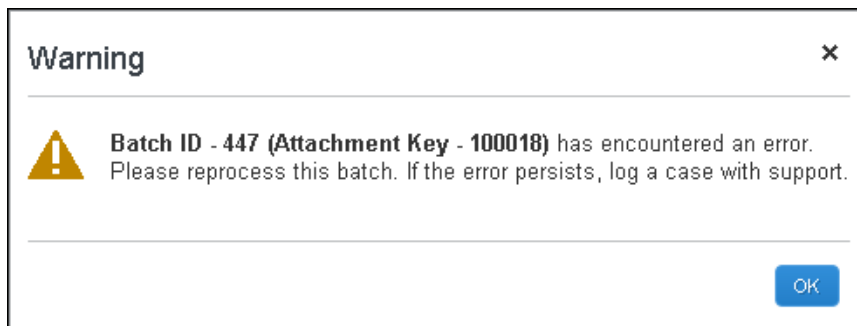 Warning
Batch ID - 447 (Attachment Key - 100018) has encountered an error.
Please reprocess this batch. If the error persists, log a case with support.
OK